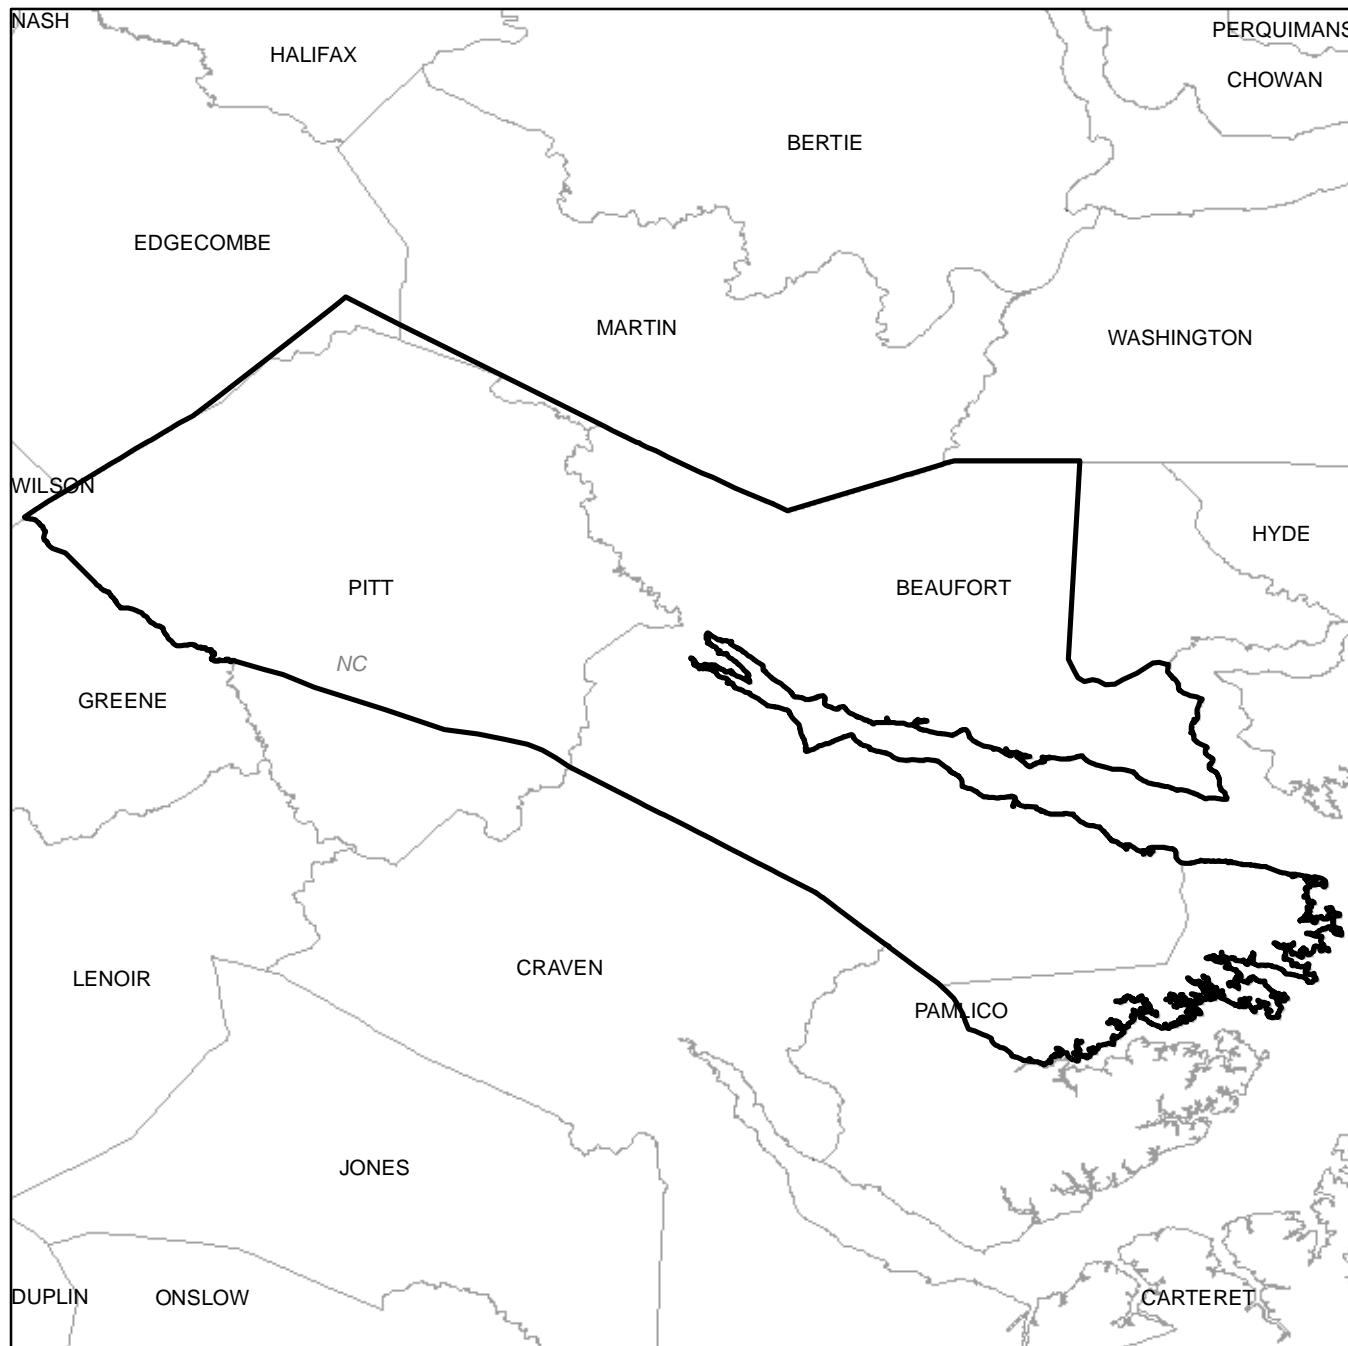 NASH
PERQUIMANS
HALIFAX
CHOWAN
BERTIE
EDGECOMBE
MARTIN
WASHINGTON
WILSON
HYDE
PITT
BEAUFORT
NC
GREENE
CRAVEN
LENOIR
PAMLICO
JONES
DUPLIN
ONSLOW
CARTERET